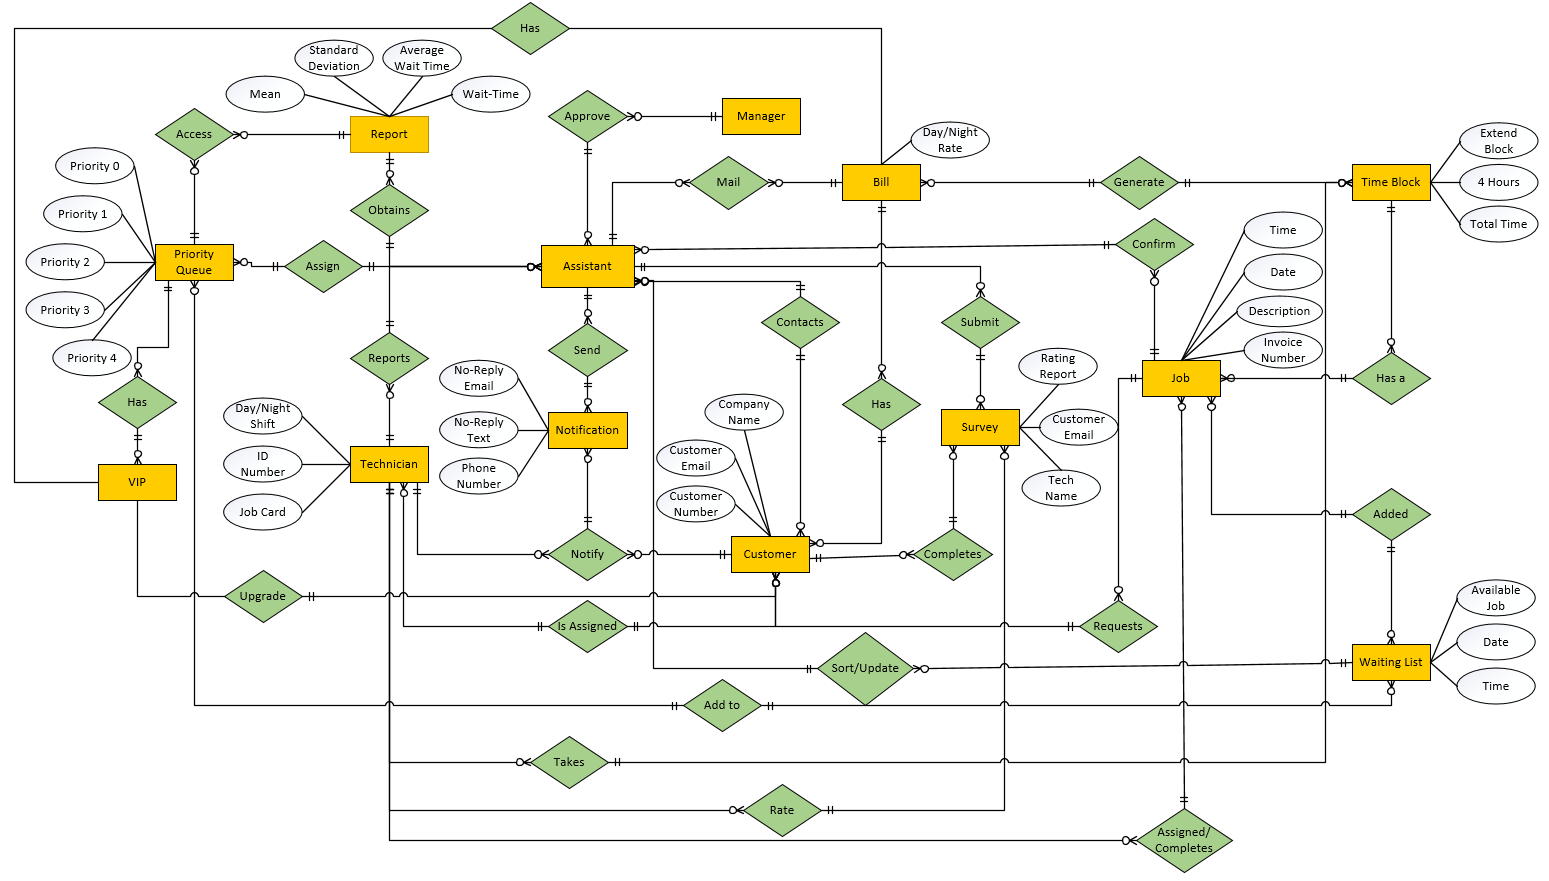 Has
Standard
Deviation
Average
Wait Time
Mean
Wait-Time
Access
Report
Approve
Manager
Day/Night
Rate
Extend
Block
Priority 0
Obtains
Mail
Bill
Generate
Time Block
4 Hours
Priority 1
Total Time
Time
Confirm
Priority 2
Priority
Queue
Assign
Assistant
Date
Priority 3
Description
Contacts
Submit
Priority 4
Reports
Send
Invoice
Number
No-Reply
Email
Rating
Report
Job
Has a
Has
Day/Night
Shift
Company
Name
Has
No-Reply
Text
Notification
Survey
Customer
Email
Customer
Email
ID
Number
Technician
Phone
Number
VIP
Tech
Name
Customer
Number
Job Card
Added
Notify
Customer
Completes
Upgrade
Is Assigned
Requests
Available
Job
Date
Sort/Update
Waiting List
Time
Add to
Takes
Rate
Assigned/
Completes